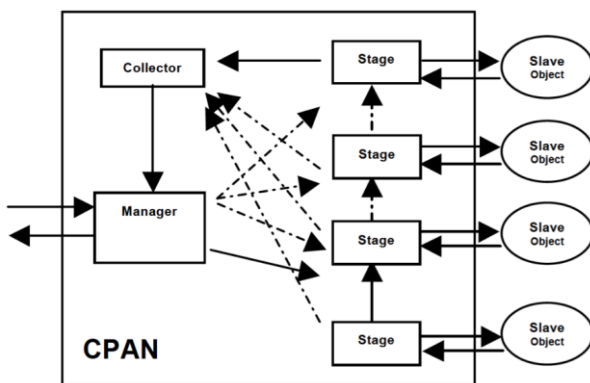 Collector
Stage
Slave
Object
Stage
Slave
Object
Manager
Stage
Slave
Object
Stage
Slave
Object
CPAN